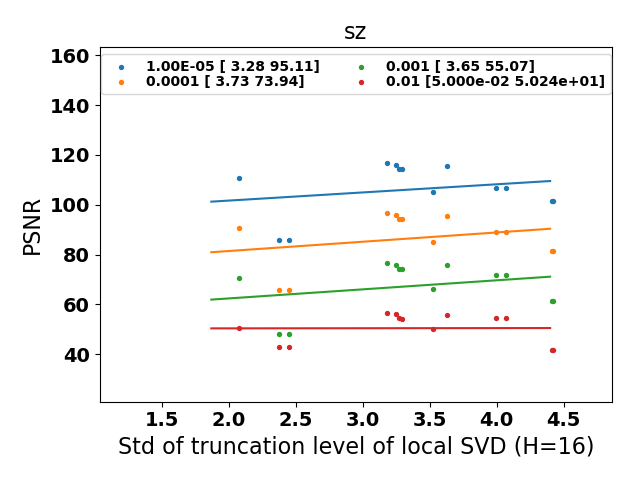 sz
160
1.00E-05 [ 3.28 95.11]
0.0001 [ 3.73 73.94]
0.001 [ 3.65 55.07]
0.01 [5.000e-02 5.024e+01]
140
120
100
80
60
40
PSNR
1.5 2.0 2.5 3.0 3.5 4.0 4.5
Std of truncation level of local SVD (H=16)